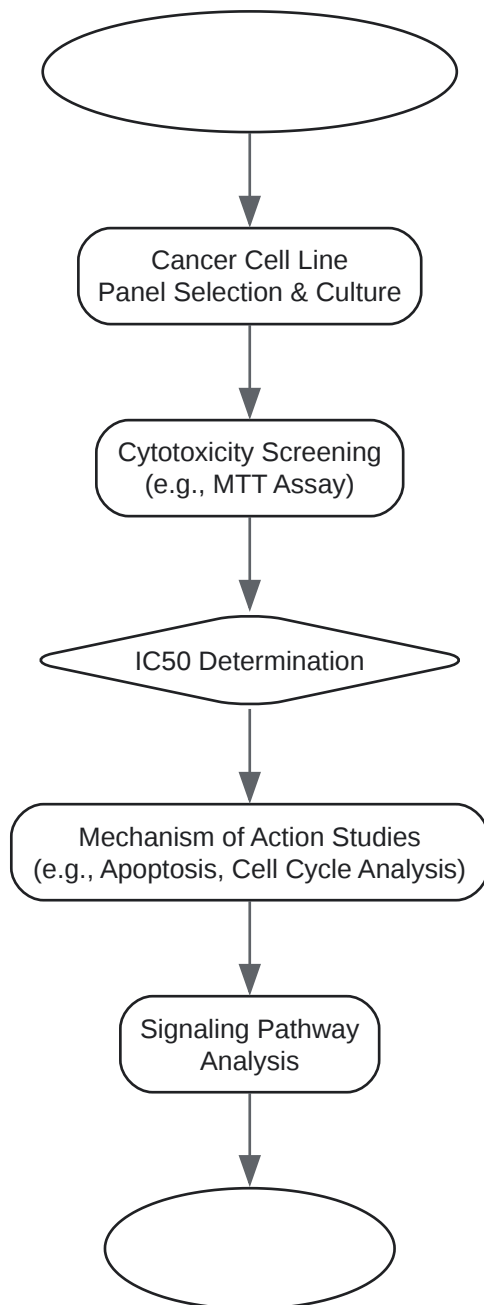 Cancer Cell Line
Panel Selection & Culture
Cytotoxicity Screening
(e.g., MTT Assay)
IC50 Determination
Mechanism of Action Studies
(e.g., Apoptosis, Cell Cycle Analysis)
Signaling Pathway
Analysis